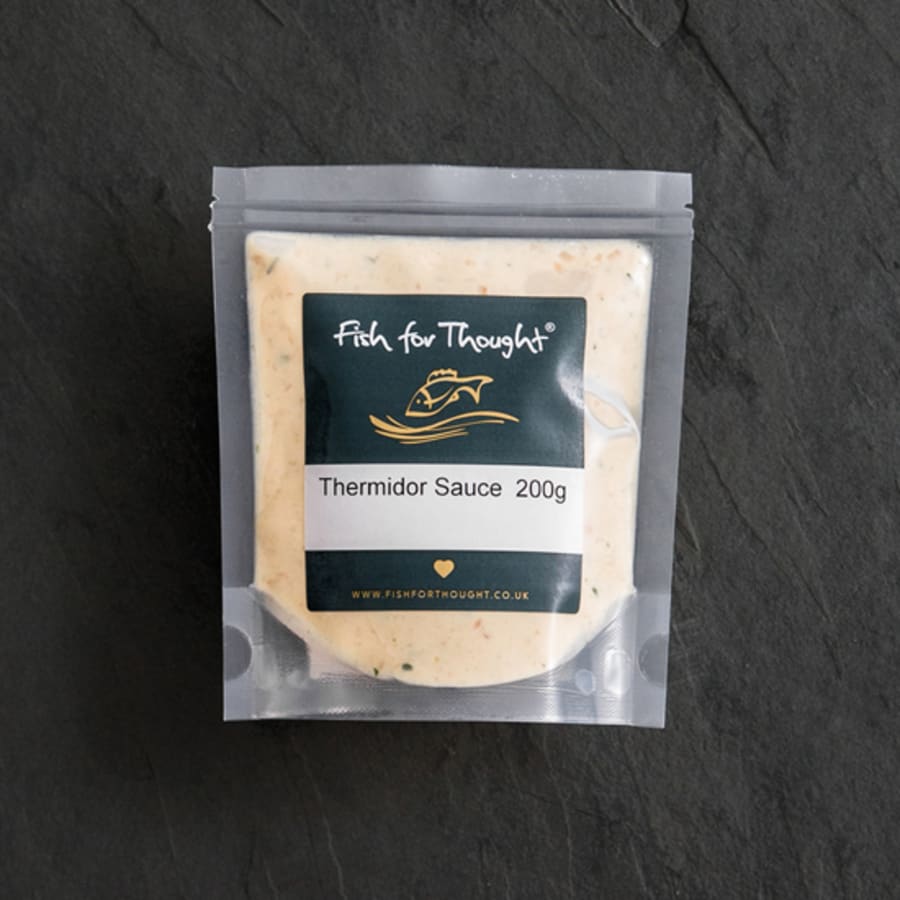 Fish for Thought®
Thermidor Sauce 200g
WWW.FISHFORTHOUGHT.CO.UK